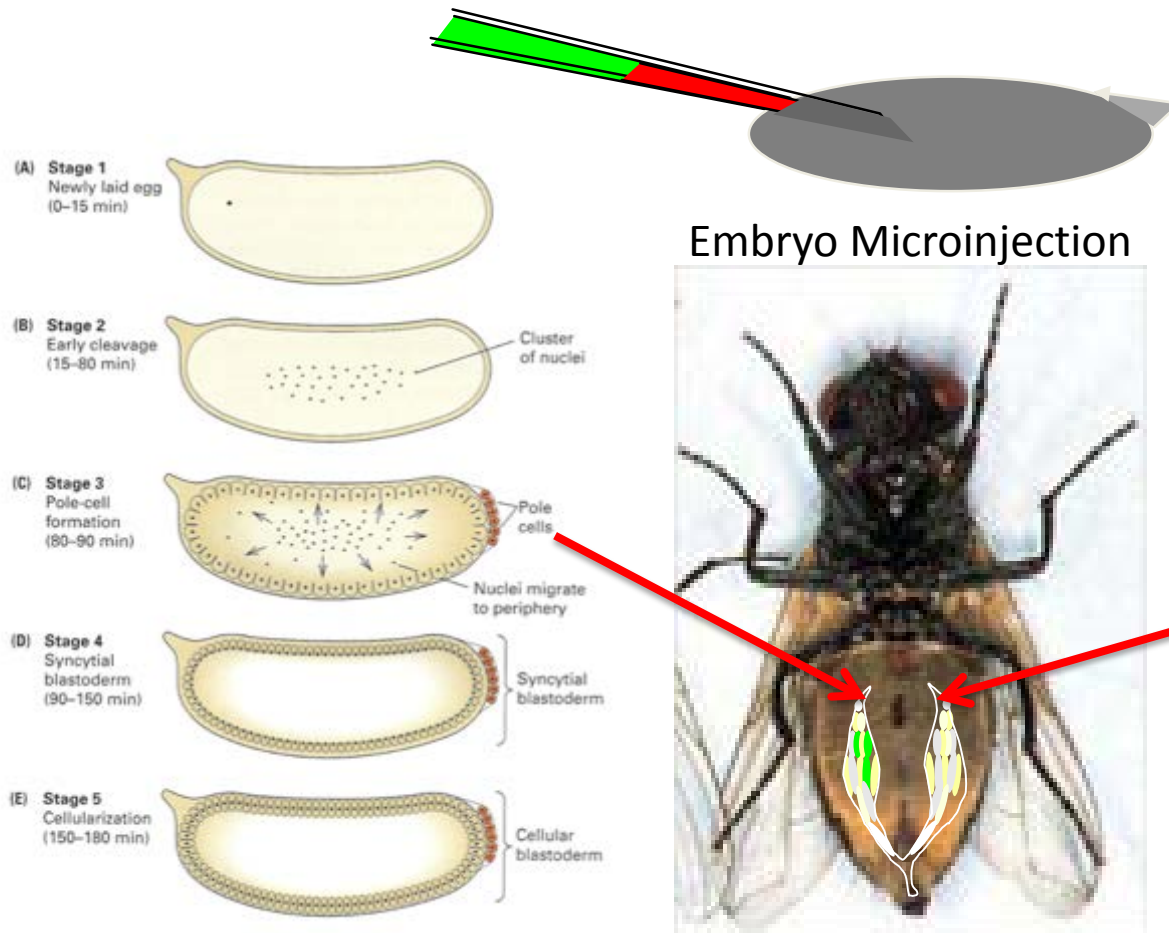 Embryo Microinjection
(A) Stage 1
Newly laid egg
(0–15 min)
(B) Stage 2
Early cleavage
(15–80 min)
Cluster
of nuclei
(C) Stage 3
Pole-cell
formation
(80–90 min)
Pole
cells
Nuclei migrate
to periphery
(D) Stage 4
Syncytial
blastoderm
(90–150 min)
Syncytial
blastoderm
(E) Stage 5
Cellularization
(150–180 min)
Cellular
blastoderm